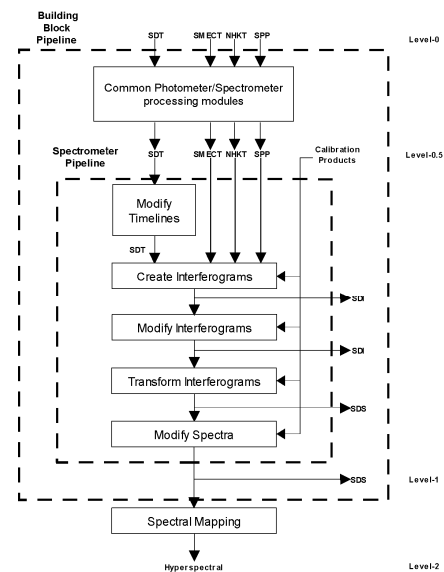 Building
Block
Pipeline
SDT
SMECT
NHKT
SPP
Level-0
Common Photometer/Spectrometer
processing modules
Spectrometer
Pipeline
SDT
SMECT
NHKT
SPP
Calibration
Products
Level-0.5
Modify
Timelines
SDT
Create Interferograms
SDI
Modify Interferograms
SDI
Transform Interferograms
SDS
Modify Spectra
SDS
Level-1
Spectral Mapping
Hyperspectral
Level-2